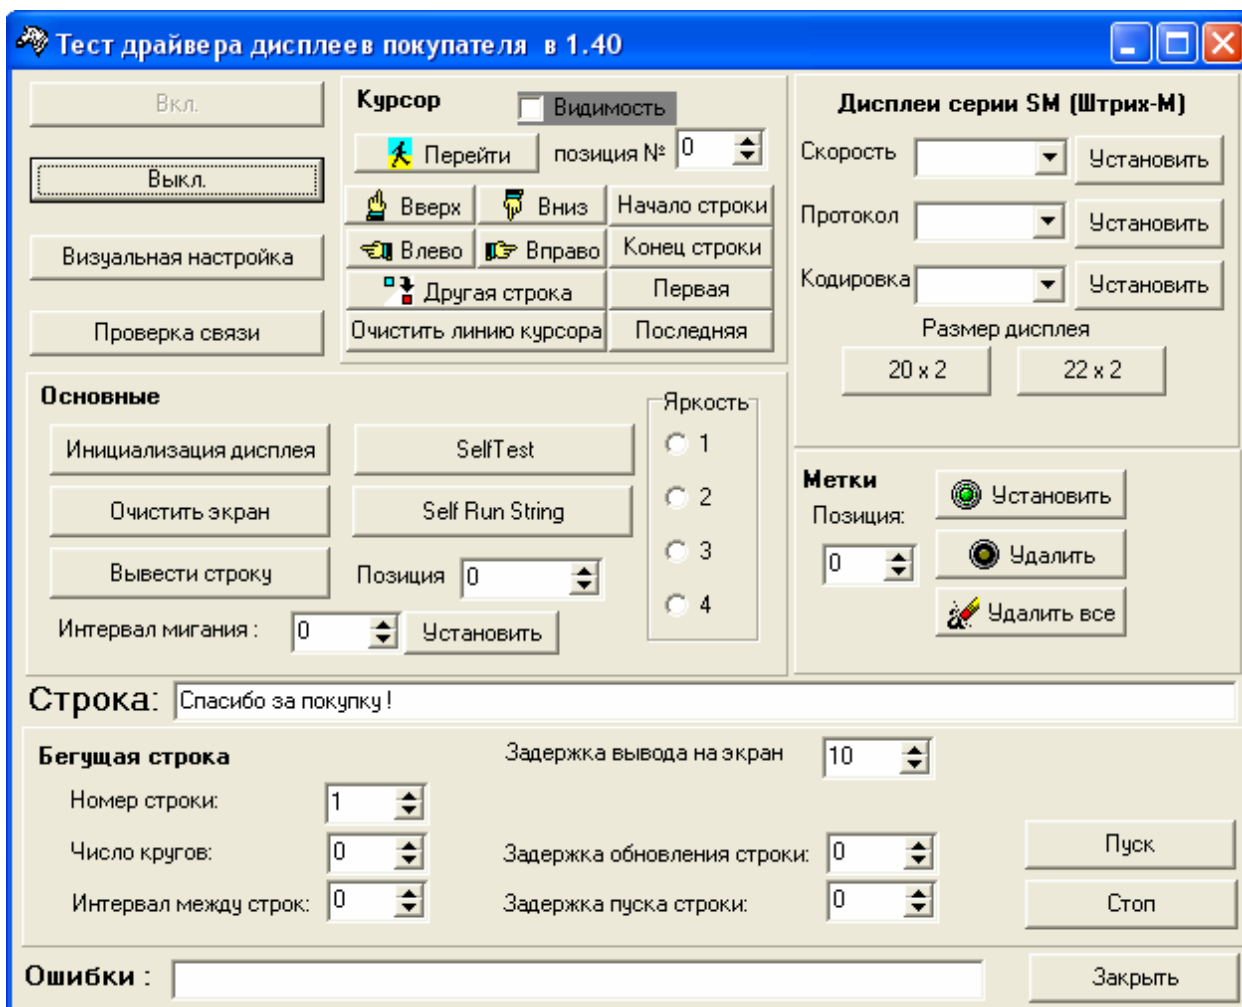 Тест драйвера дисплеев покупателя в 1.40
Вкл.
Выкл.
Визуальная настройка
Проверка связи
Курсор
Видимость
Перейти
позиция №
0
Вверх
Вниз
Начало строки
Влево
Вправо
Конец строки
Другая строка
Первая
Очистить линию курсора
Последняя
Дисплеи серии SM (Штрих-М)
Скорость
Установить
Протокол
Установить
Кодировка
Установить
Размер дисплея
20 x 2
22 x 2
Основные
Инициализация дисплея
SelfTest
Очистить экран
Self Run String
Вывести строку
Позиция
0
Интервал мигания :
0
Установить
Яркость
1
2
3
4
Метки
Позиция:
0
Установить
Удалить
Удалить все
Строка:
Спасибо за покупку !
Бегущая строка
Задержка вывода на экран
10
Номер строки:
1
Число кругов:
0
Задержка обновления строки:
0
Интервал между строк:
0
Задержка пуска строки:
0
Пуск
Стоп
Ошибки :
Закрыть